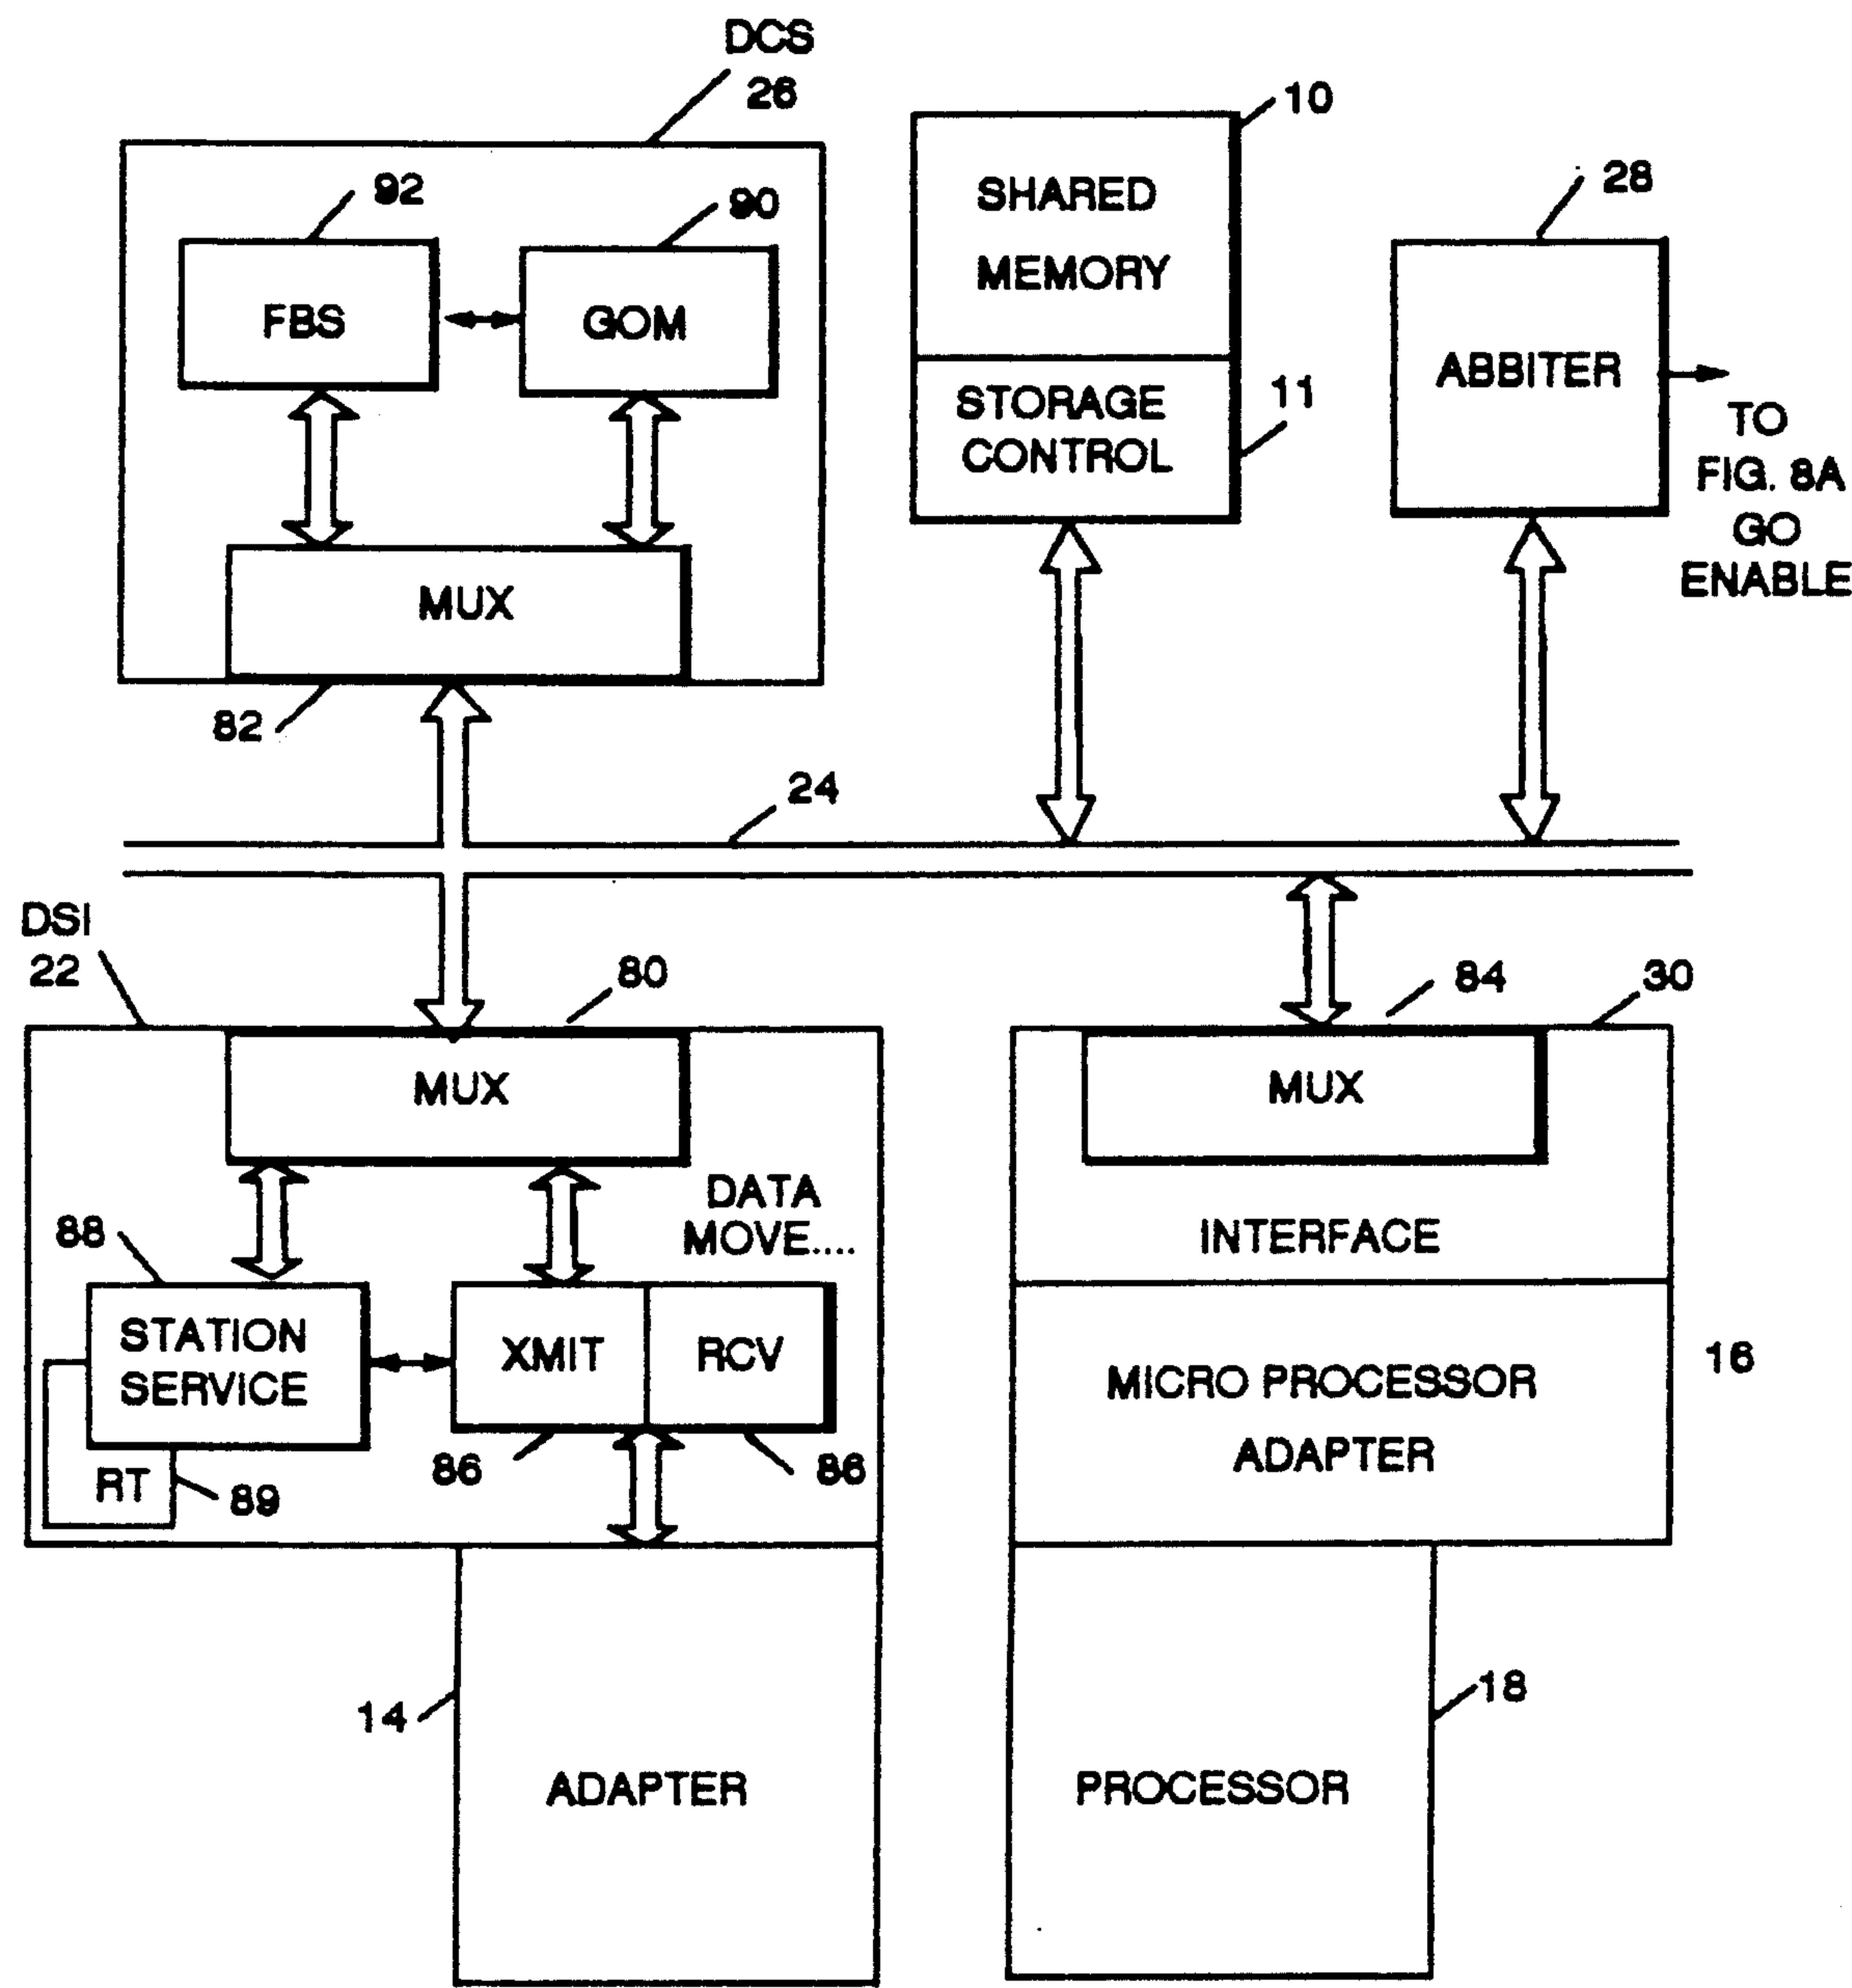 DCS
26
10
92
90
28
SHARED
MEMORY
FBS
GOM
ABBITER
11
STORAGE
CONTROL
TO
FIG. 8A
GO
ENABLE
MUX
82
24
DSI
22
80
84
30
MUX
MUX
DATA
MOVE....
88
INTERFACE
STATION
SERVICE
XMIT
RCV
16
MICRO PROCESSOR
ADAPTER
86
86
RT
89
14
18
ADAPTER
PROCESSOR